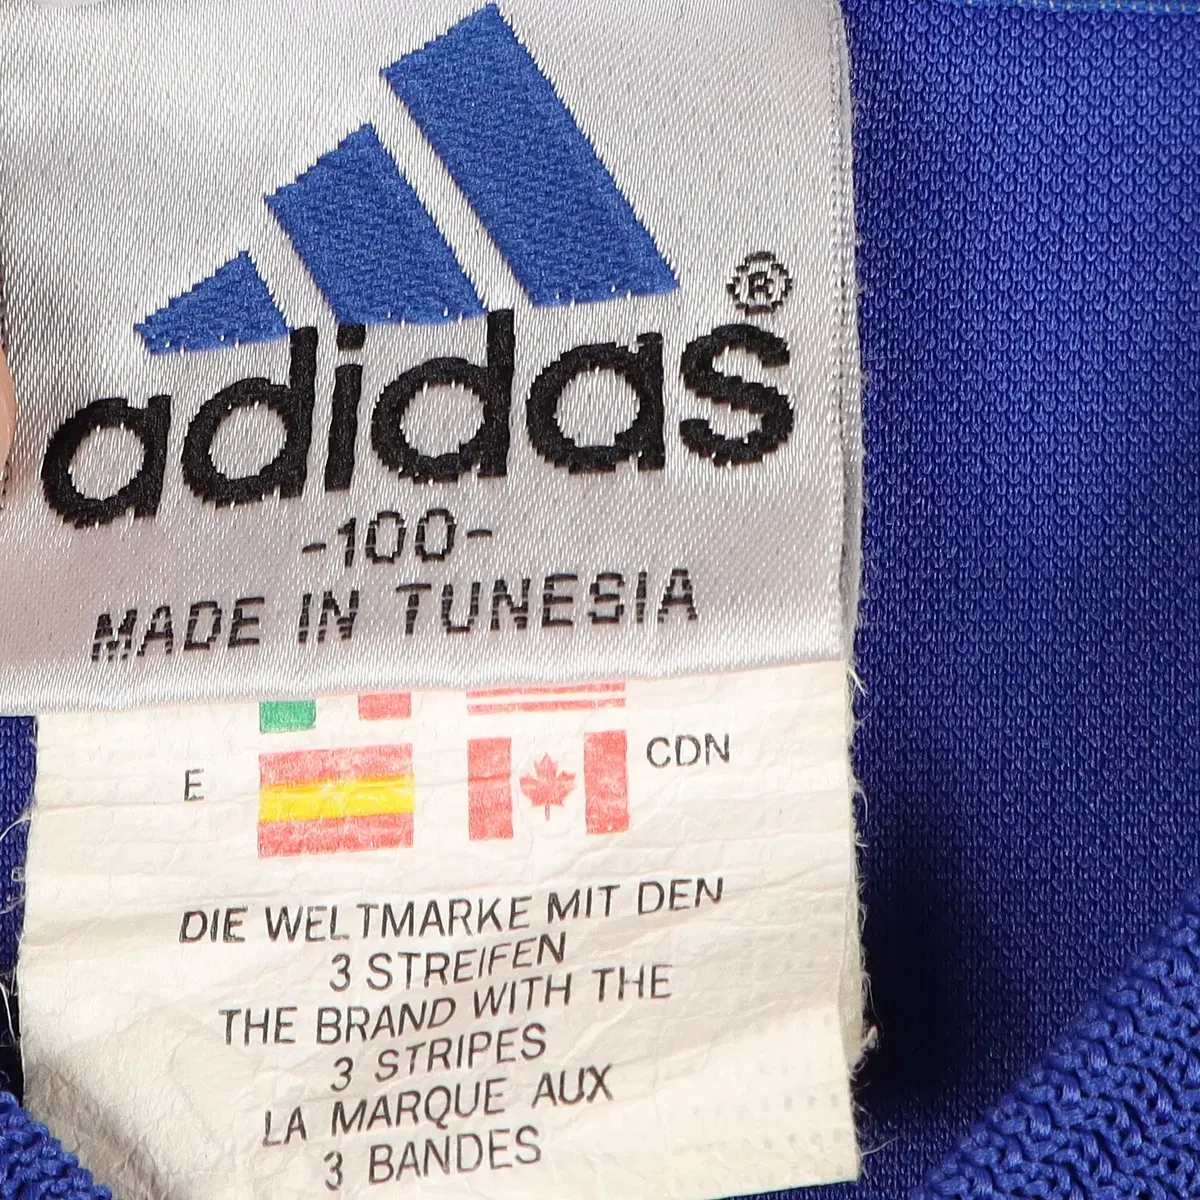 adidas®
-100-
MADE IN TUNESIA
E
CDN
DIE WELTMARKE MIT DEN
3 STREIFEN
THE BRAND WITH THE
3 STRIPES
LA MARQUE AUX
3 BANDES